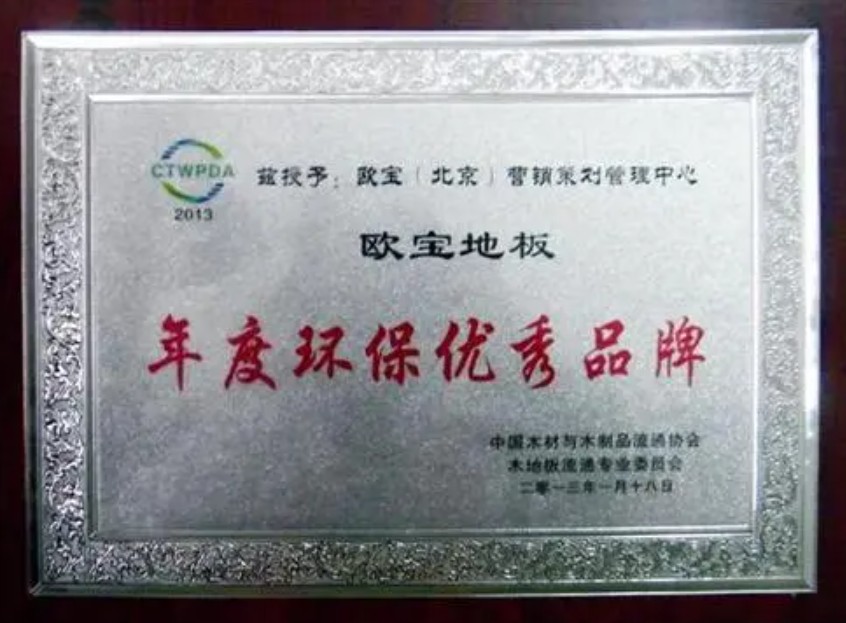 CTWPDA
2013
兹授予：欧宝（北京）营销策划管理中心
欧宝地板
年度环保优秀品牌
中国木材与木制品流通协会
木地板流通专业委员会
二零一三年一月十八日